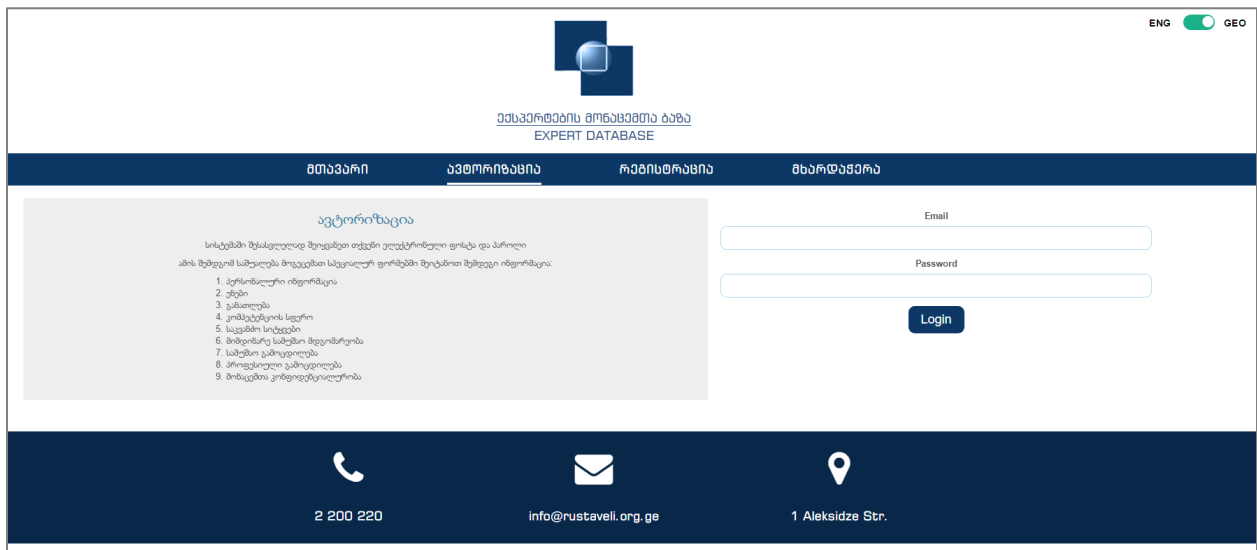 ENG GEO
ექსპერტების მონაცემთა ბაზა
EXPERT DATABASE
მთავარი ავტორიზაცია რეგისტრაცია მხარდაჭერა
ავტორიზაცია
სისტემაში შესასვლელად შეიყვანეთ თქვენი ელექტრონული ფოსტა და პაროლი
ამის შემდგომ საშუალება მოგეცემათ სპეციალურ ფორმებში შეიტანოთ შემდეგი ინფორმაცია:
1. პერსონალური ინფორმაცია
2. ენები
3. განათლება
4. კომპეტენციის სფერო
5. საკვანძო სიტყვები
6. მიმდინარე სამუშაო მდგომარეობა
7. სამუშაო გამოცდილება
8. პროფესიული გამოცდილება
9. მონაცემთა კონფიდენციალურობა
Email
Password
Login
2 200 220 info@rustaveli.org.ge 1 Aleksidze Str.